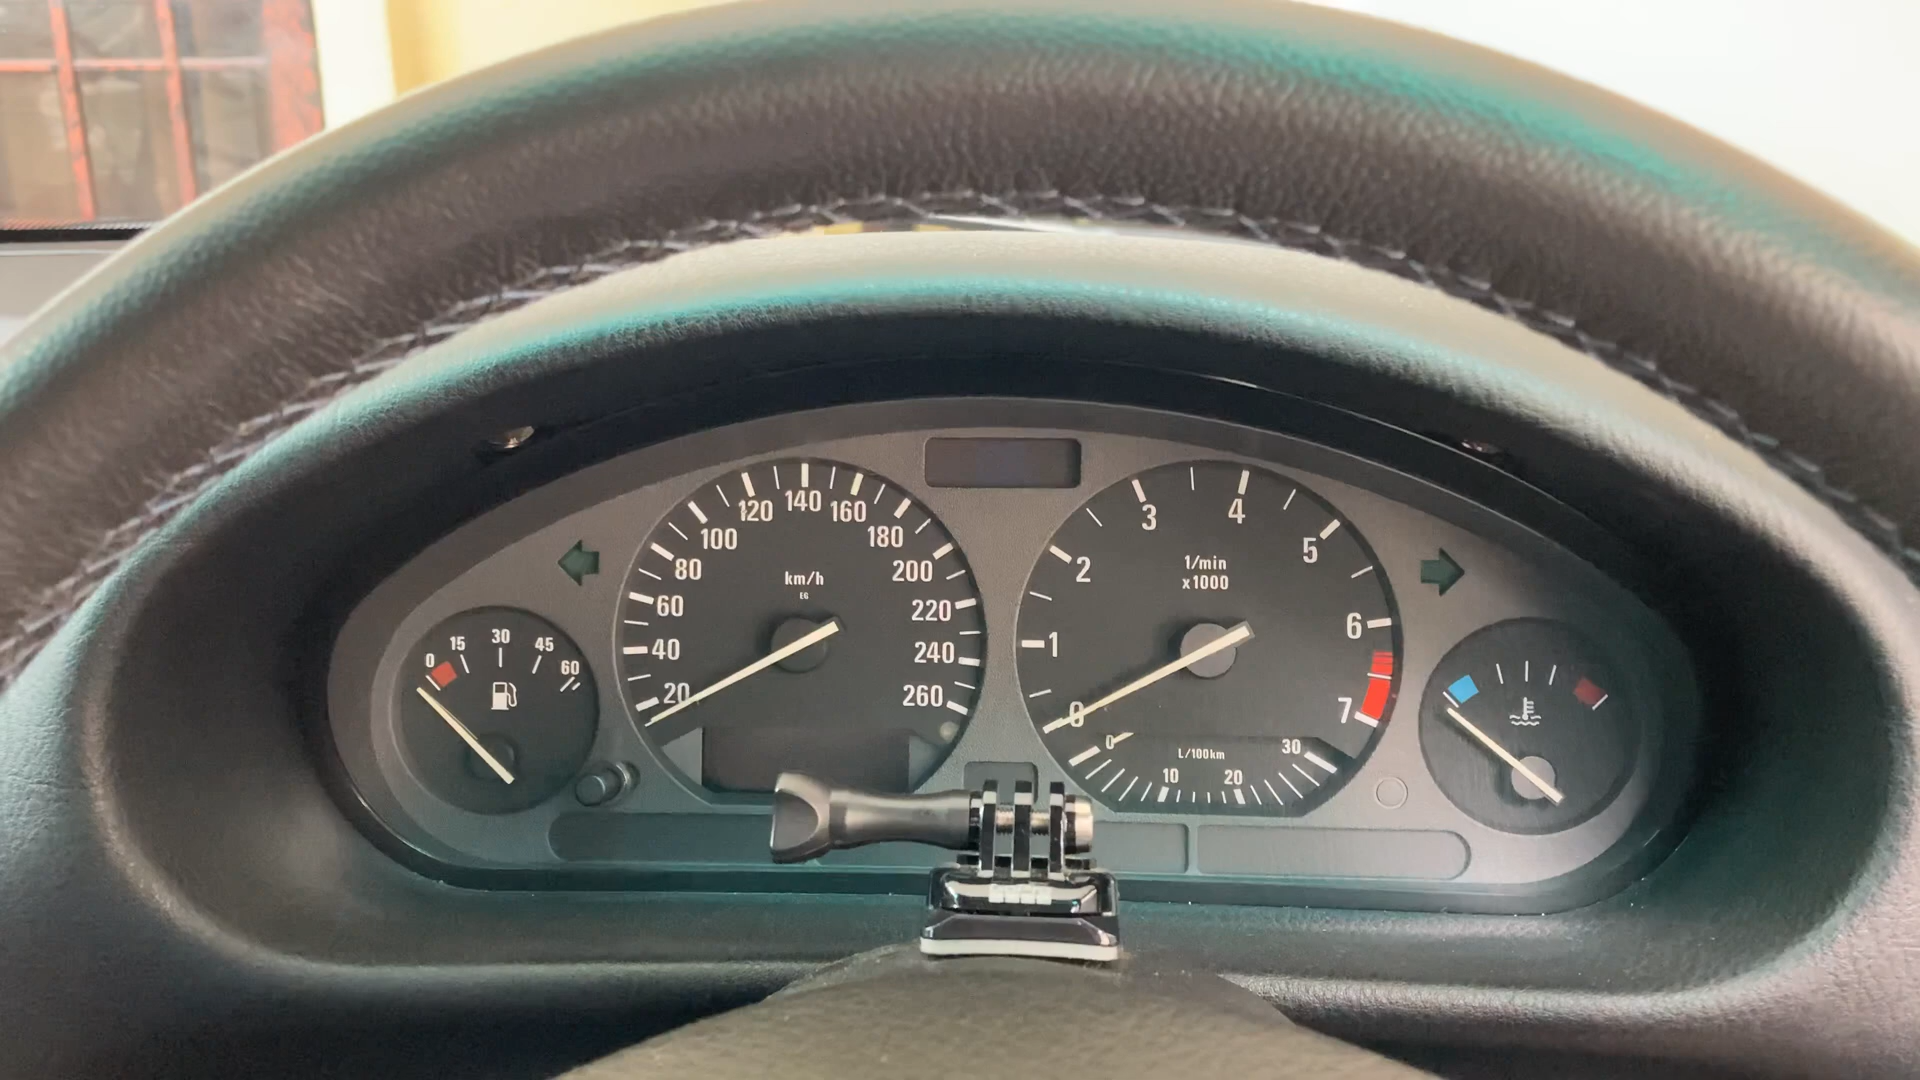 0 15 30 45 60
20 40 60 80 100 120 140 160 180 200 220 240 260
km/h
EG
0 1 2 3 4 5 6 7
1/min
x1000
0 10 20 30
L/100km